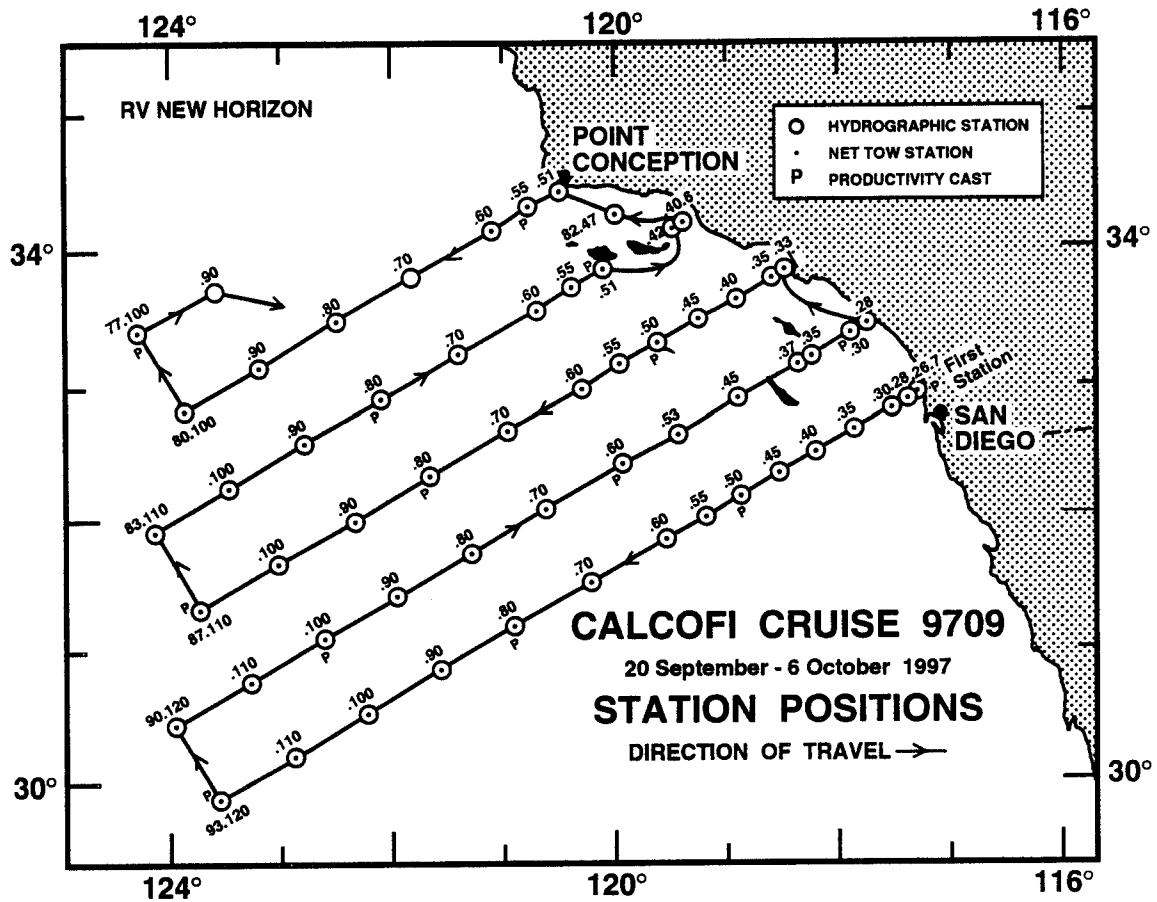 124°
120°
116°
RV NEW HORIZON
HYDROGRAPHIC STATION
NET TOW STATION
P PRODUCTIVITY CAST
POINT
CONCEPTION
34°
34°
77.100
.90
P
80.100
.90
.80
.70
.60
.55
P
.51
82.47
.40.6
.42
83.110
.100
.90
.80
P
.70
.60
.55
P
.51
P
87.110
.100
.90
.80
P
.70
.60
.55
.50
P
.45
.40
.35
.33
90.120
.110
.100
P
.90
.80
.70
.60
P
.53
.45
.37
.35
P
.30
.28
P
93.120
.110
.100
.90
.80
P
.70
.60
.55
.50
P
.45
.40
.35
.30
.28
.26.7
P
First
Station
SAN
DIEGO
CALCOFI CRUISE 9709
20 September - 6 October 1997
STATION POSITIONS
DIRECTION OF TRAVEL
30°
30°
124°
120°
116°